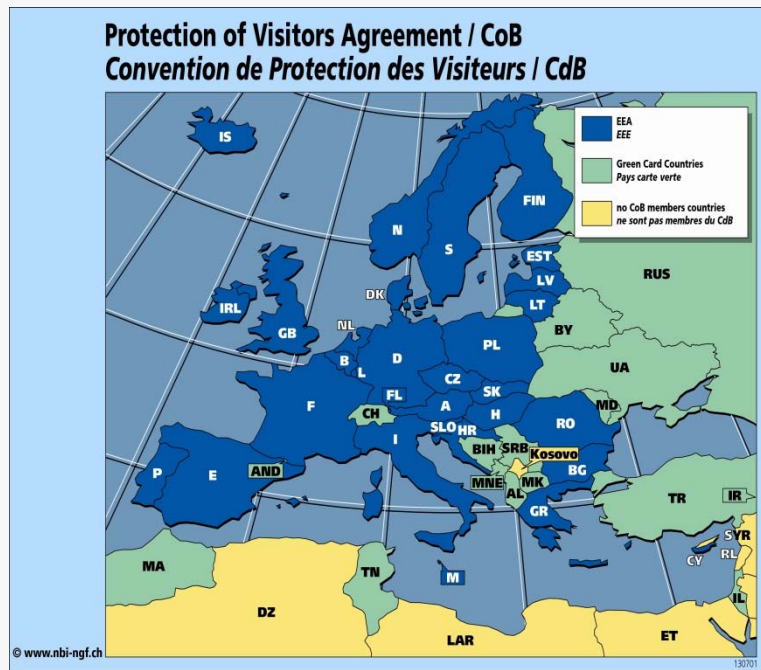 Protection of Visitors Agreement / CoB
Convention de Protection des Visiteurs / CdB
EEA
EEE
Green Card Countries
Pays carte verte
no CoB members countries
ne sont pas membres du CdB
IS
FIN
N
S
RUS
EST
LV
LT
DK
IRL
GB
NL
BY
B
D
PL
L
UA
CZ
FL
SK
F
CH
A
H
MD
RO
SLO
HR
I
BIH
SRB
Kosovo
BG
P
E
AND
MNE
MK
AL
GR
TR
IR
SYR
CY
RL
MA
TN
M
IL
DZ
LAR
ET
© www.nbi-ngf.ch
130701